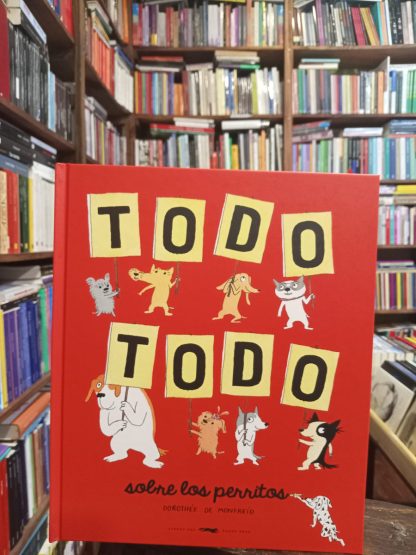 TODO
TODO
sobre los perritos
DOROTHÉE DE MONFREID